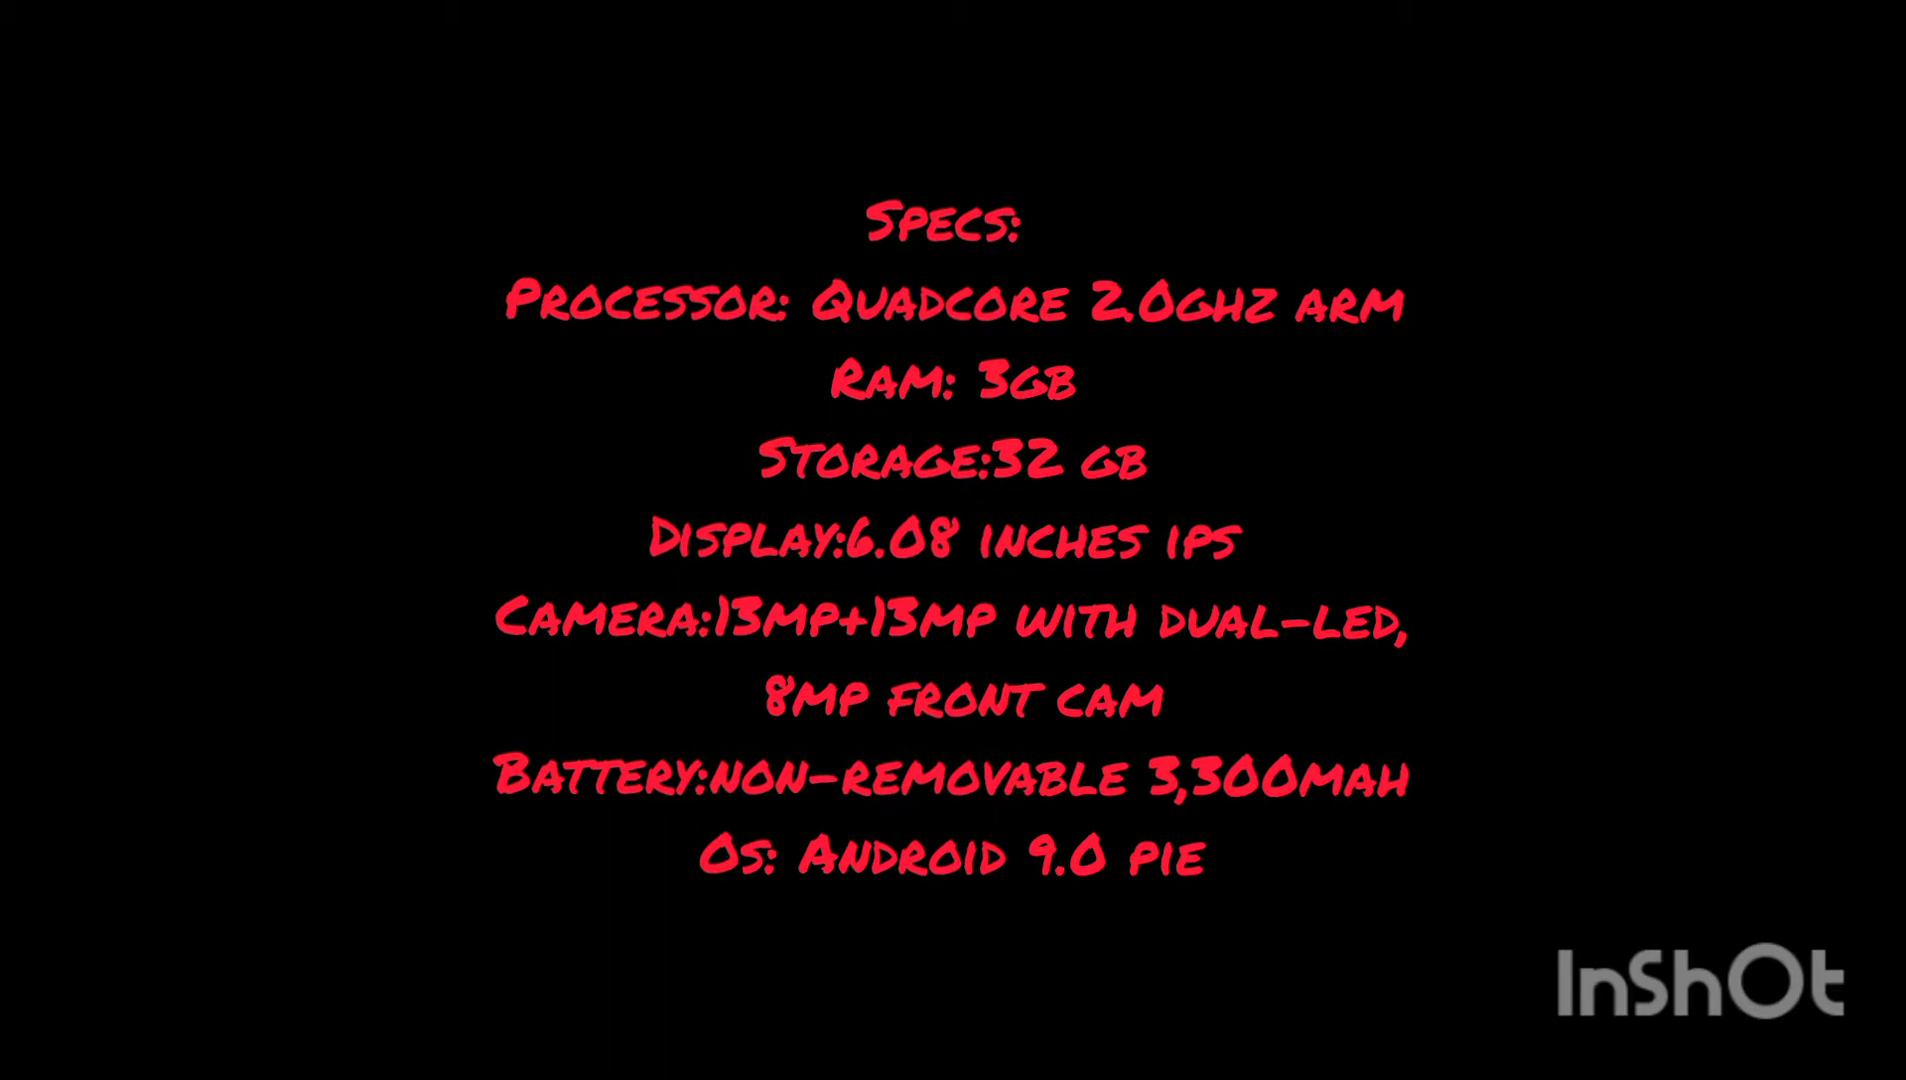 Specs:
Processor: Quadcore 2.0ghz arm
Ram: 3gb
Storage:32 gb
Display:6.08 inches ips
Camera:13mp+13mp with dual-led,
8mp front cam
Battery:non-removable 3,300mah
Os: Android 9.0 pie
InShOt